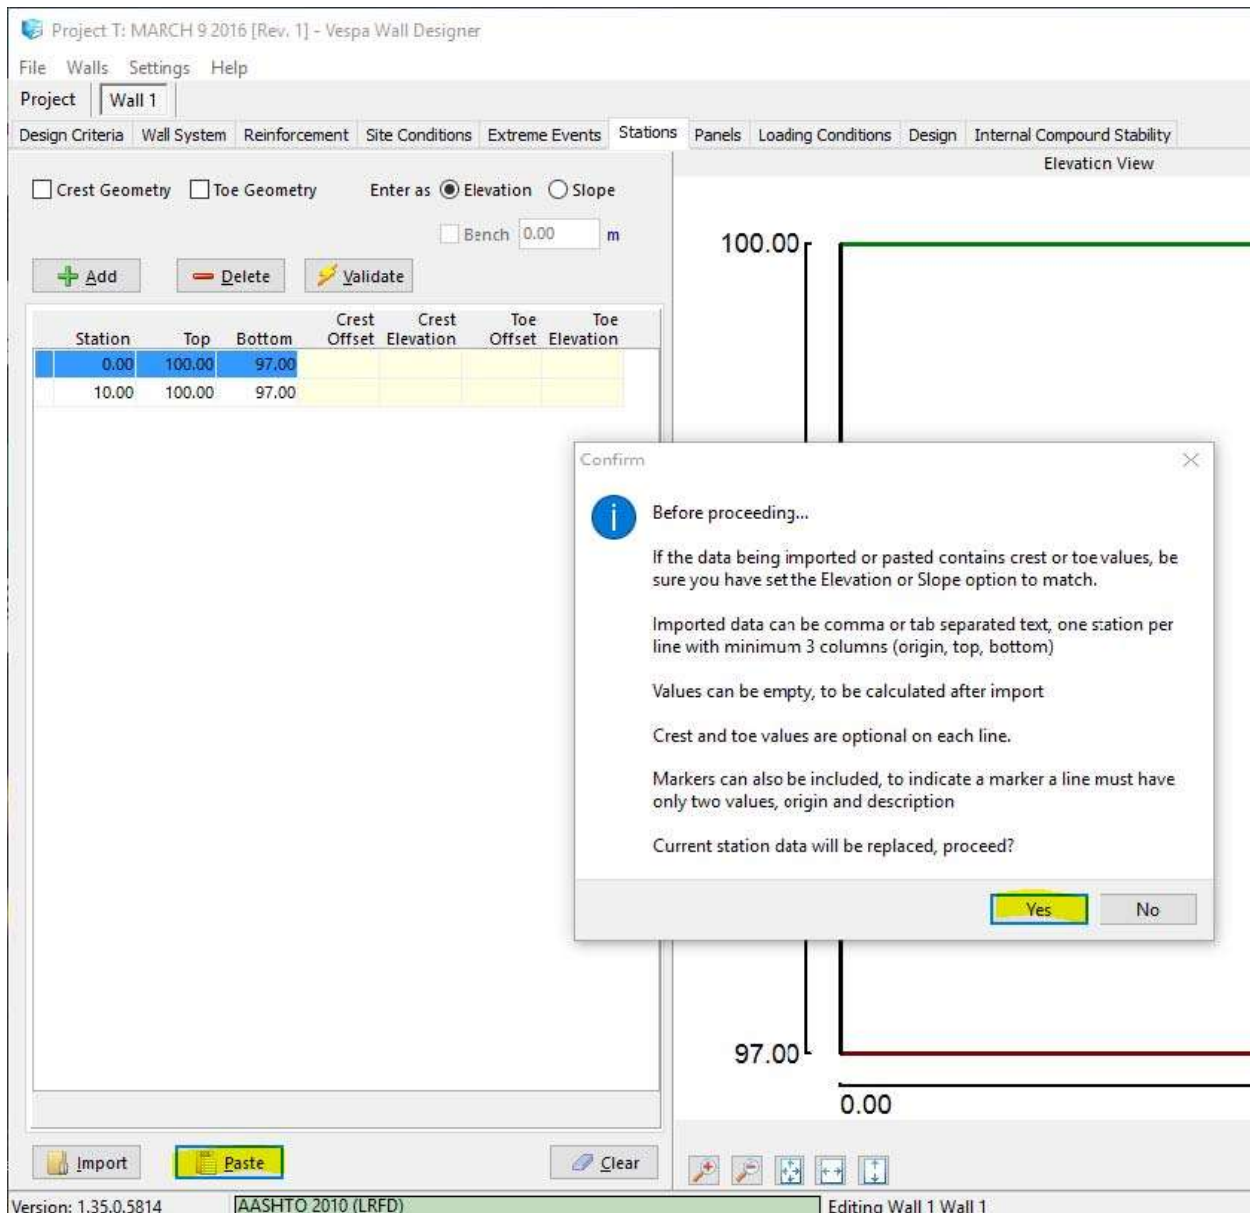 Project T: MARCH 9 2016 [Rev. 1] - Vespa Wall Designer
File Walls Settings Help
Project Wall 1
Design Criteria Wall System Reinforcement Site Conditions Extreme Events Stations Panels Loading Conditions Design Internal Compound Stability
Elevation View
Crest Geometry Toe Geometry Enter as Elevation Slope
Bench 0.00 m
Add Delete Validate
Crest Crest Toe Toe
Station Top Bottom Offset Elevation Offset Elevation
0.00 100.00 97.00
10.00 100.00 97.00
100.00
Confirm
Before proceeding...
If the data being imported or pasted contains crest or toe values, be
sure you have set the Elevation or Slope option to match.
Imported data can be comma or tab separated text, one station per
line with minimum 3 columns (origin, top, bottom)
Values can be empty, to be calculated after import
Crest and toe values are optional on each line.
Markers can also be included, to indicate a marker a line must have
only two values, origin and description
Current station data will be replaced, proceed?
Yes No
97.00
0.00
Import Paste Clear
Version: 1.35.0.5814 AASHTO 2010 (LRFD) Editing Wall 1 Wall 1